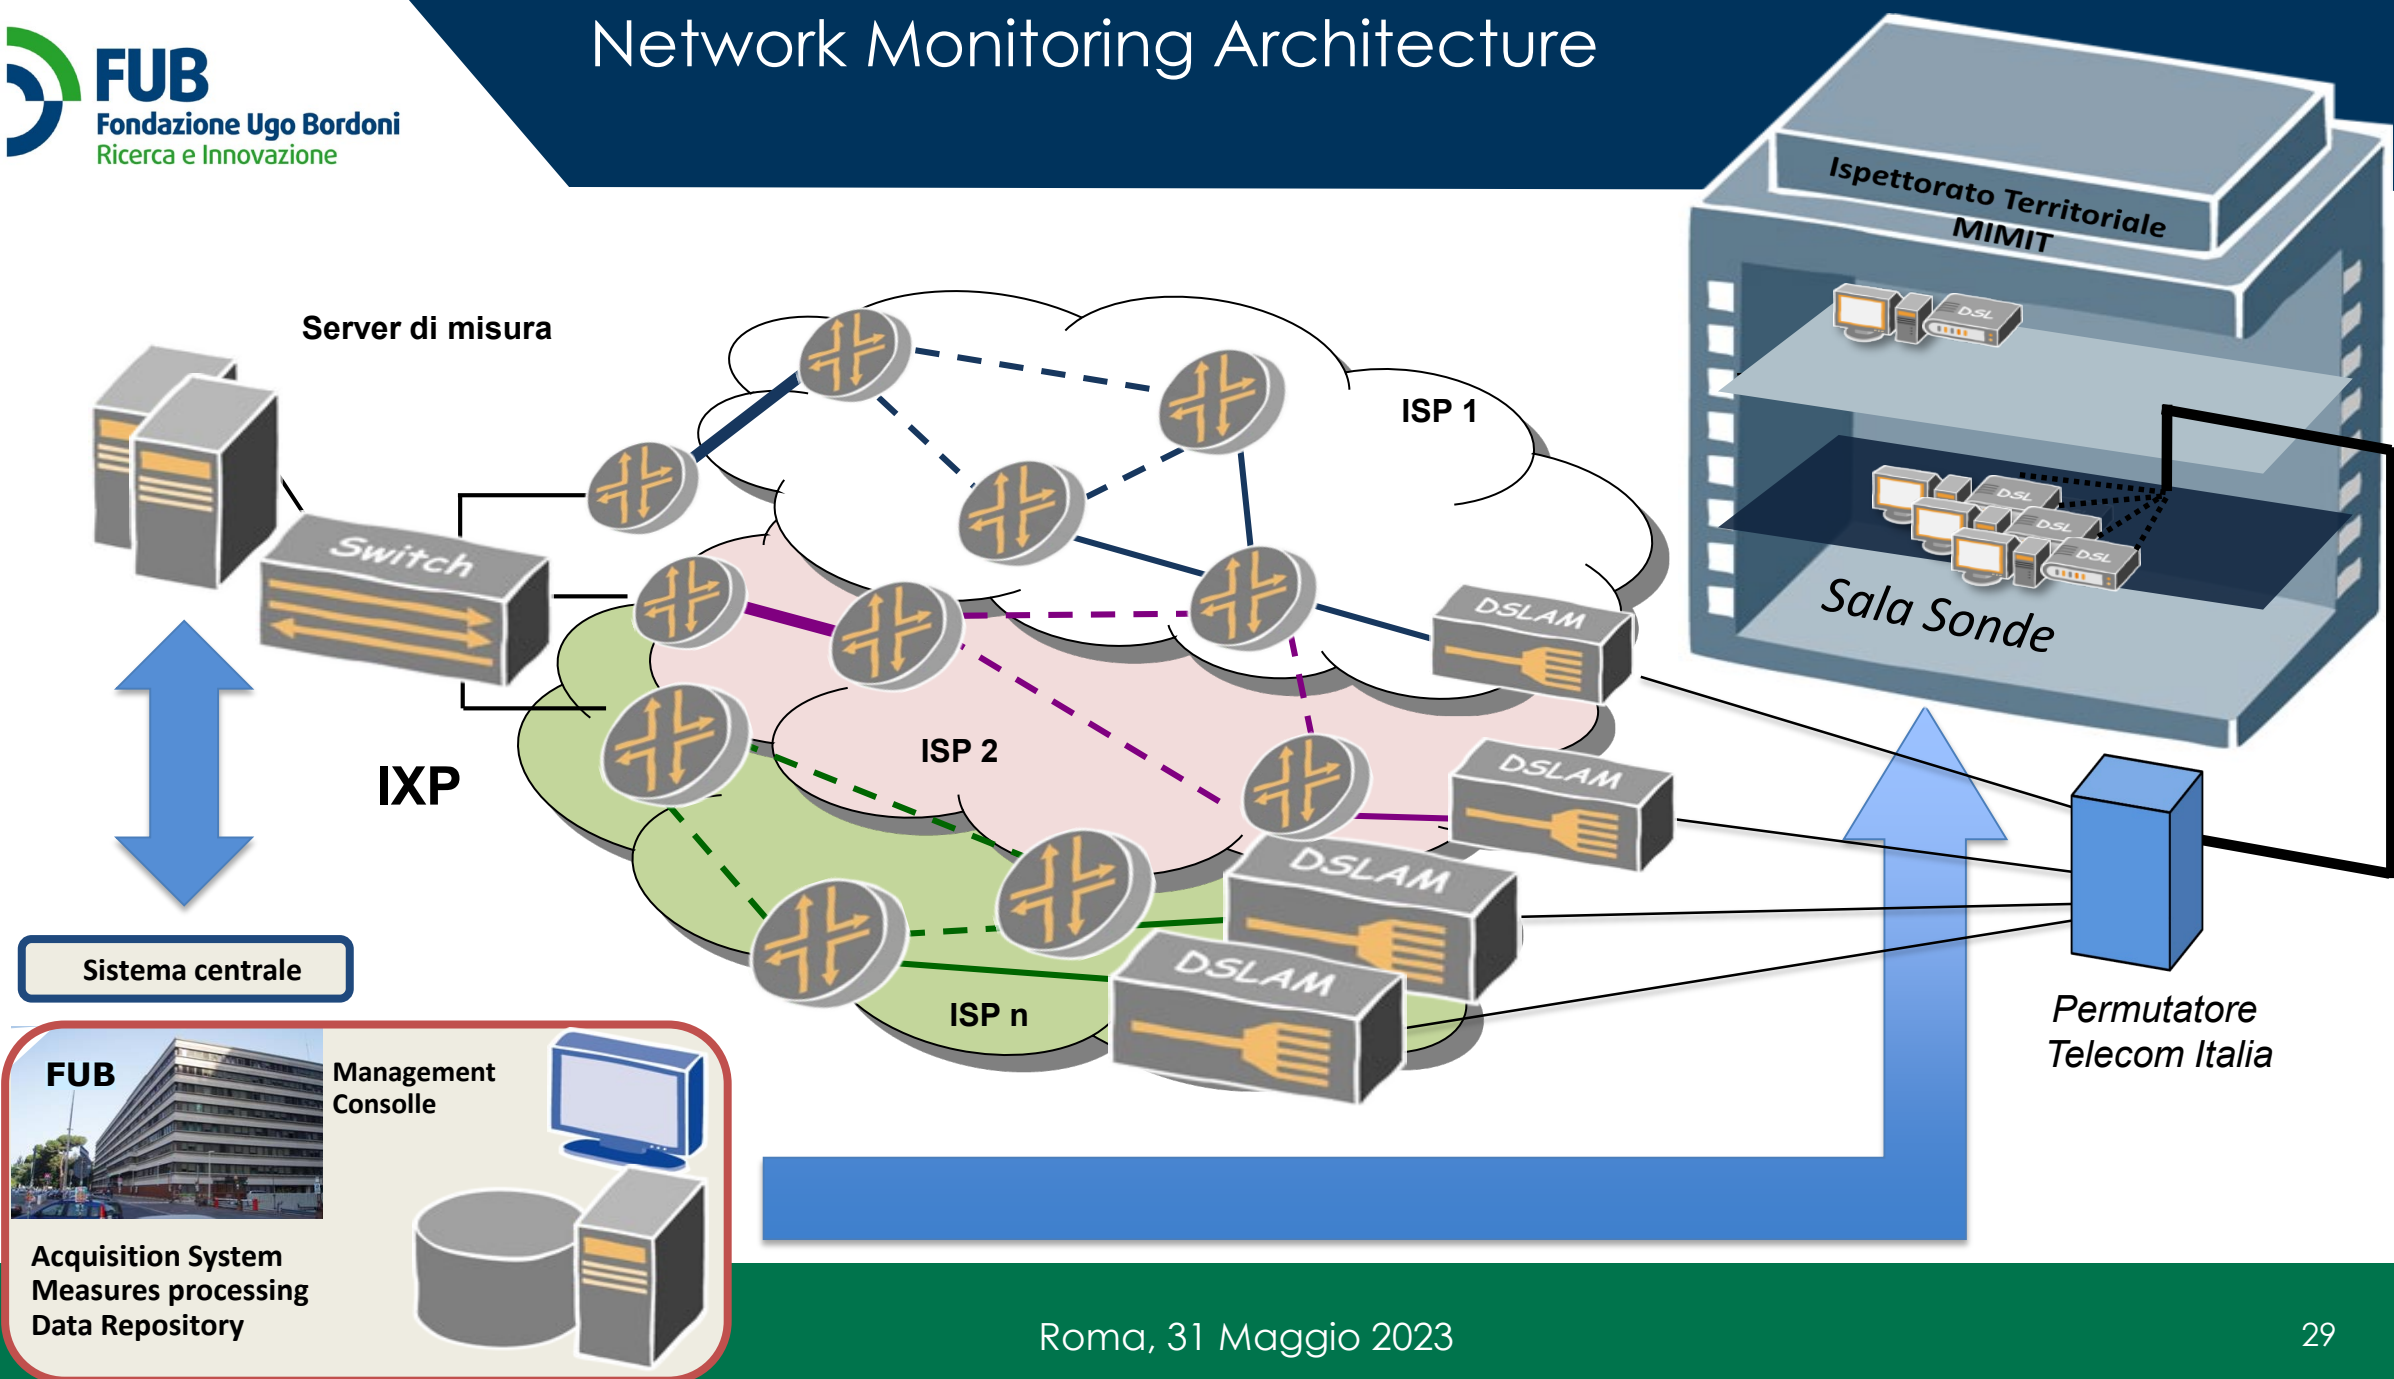 Network Monitoring Architecture
FUB
Fondazione Ugo Bordoni
Ricerca e Innovazione
Ispettorato Territoriale
MIMIT
DSL
Server di misura
ISP 1
DSL
DSL
DSL
Switch
Sala Sonde
DSLAM
ISP 2
DSLAM
IXP
DSLAM
DSLAM
Sistema centrale
ISP n
Permutatore
Telecom Italia
FUB
Management
Consolle
Acquisition System
Measures processing
Data Repository
Roma, 31 Maggio 2023
29